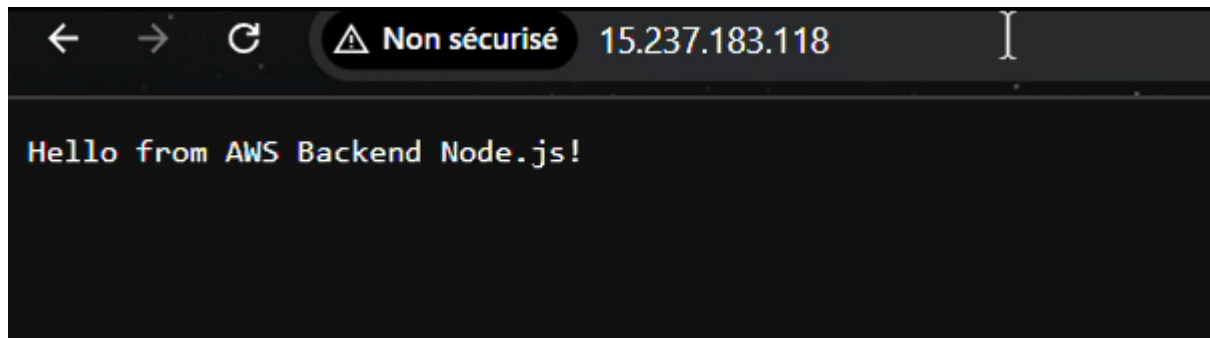 Non sécurisé 15.237.183.118
Hello from AWS Backend Node.js!